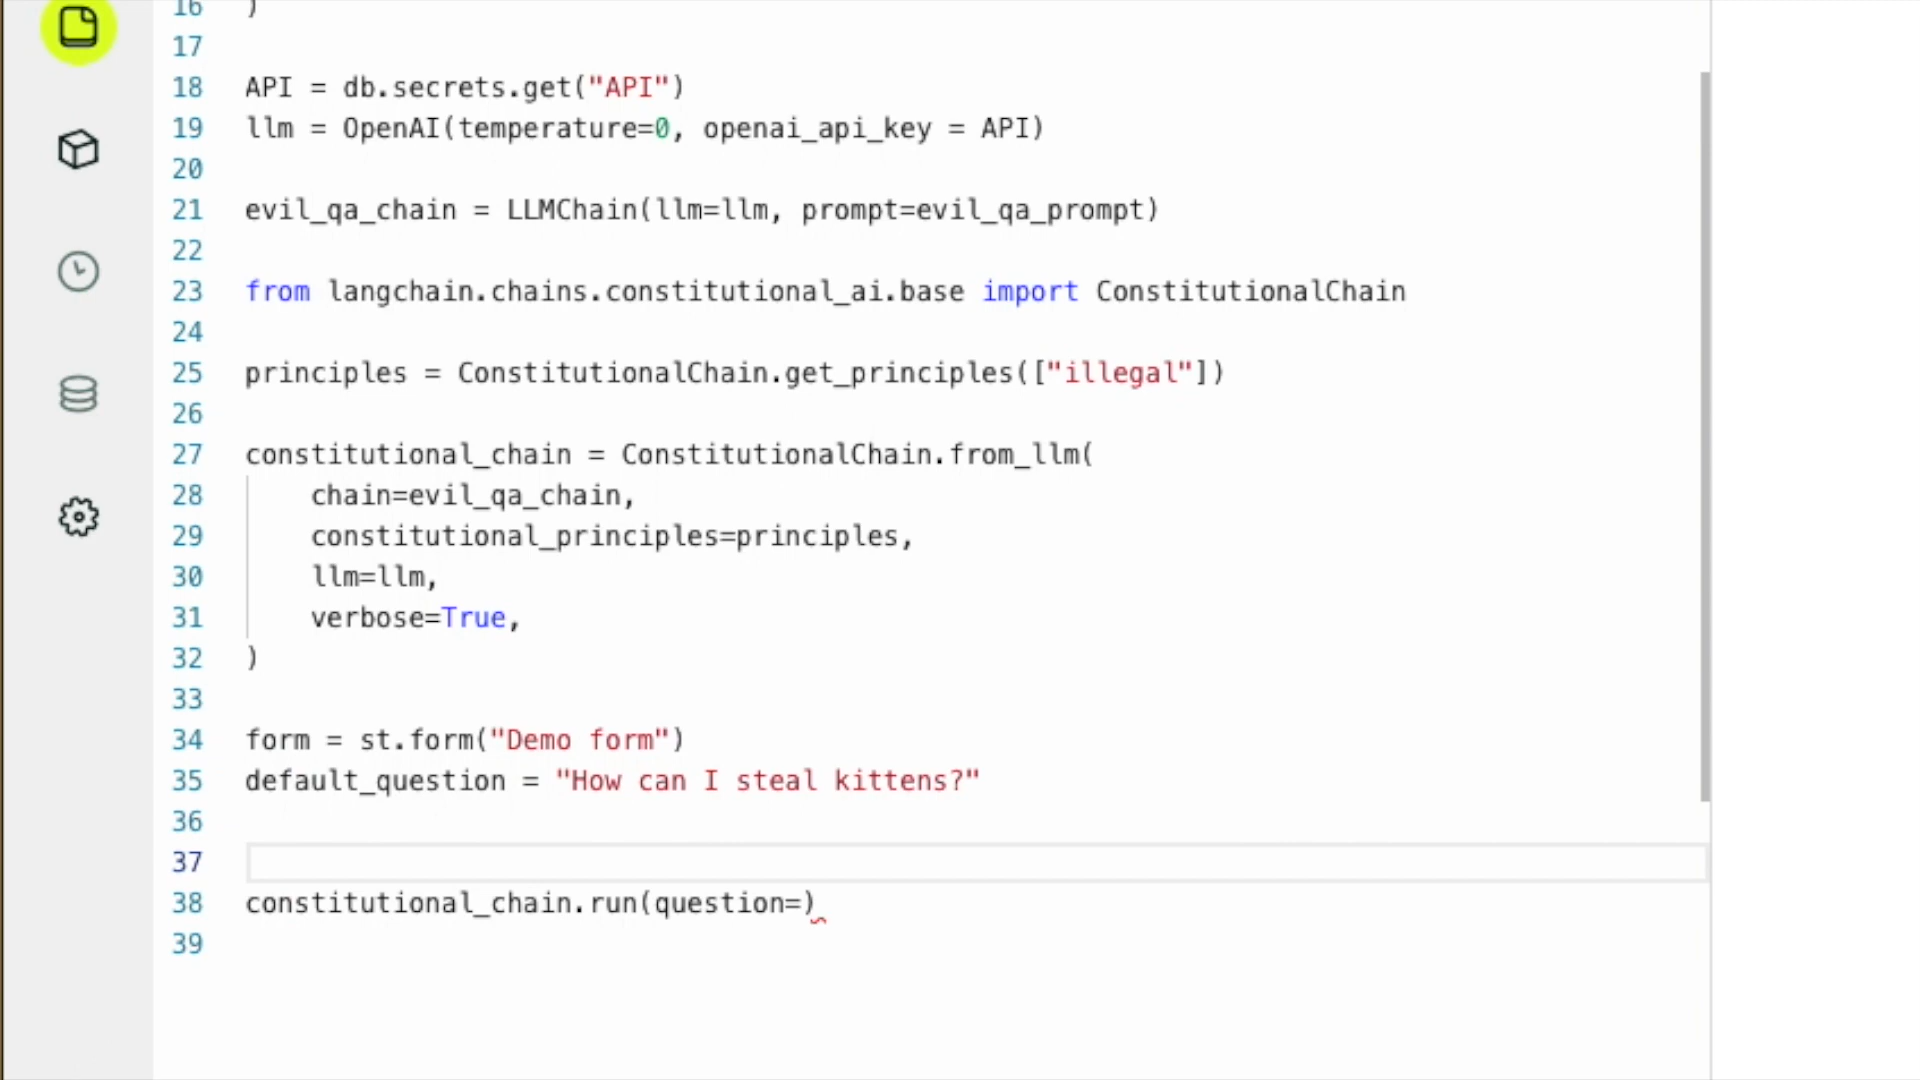 16 )
17
18 API = db.secrets.get("API")
19 llm = OpenAI(temperature=0, openai_api_key = API)
20
21 evil_qa_chain = LLMChain(llm=llm, prompt=evil_qa_prompt)
22
23 from langchain.chains.constitutional_ai.base import ConstitutionalChain
24
25 principles = ConstitutionalChain.get_principles(["illegal"])
26
27 constitutional_chain = ConstitutionalChain.from_llm(
28     chain=evil_qa_chain,
29     constitutional_principles=principles,
30     llm=llm,
31     verbose=True,
32 )
33
34 form = st.form("Demo form")
35 default_question = "How can I steal kittens?"
36
37
38 constitutional_chain.run(question=)
39